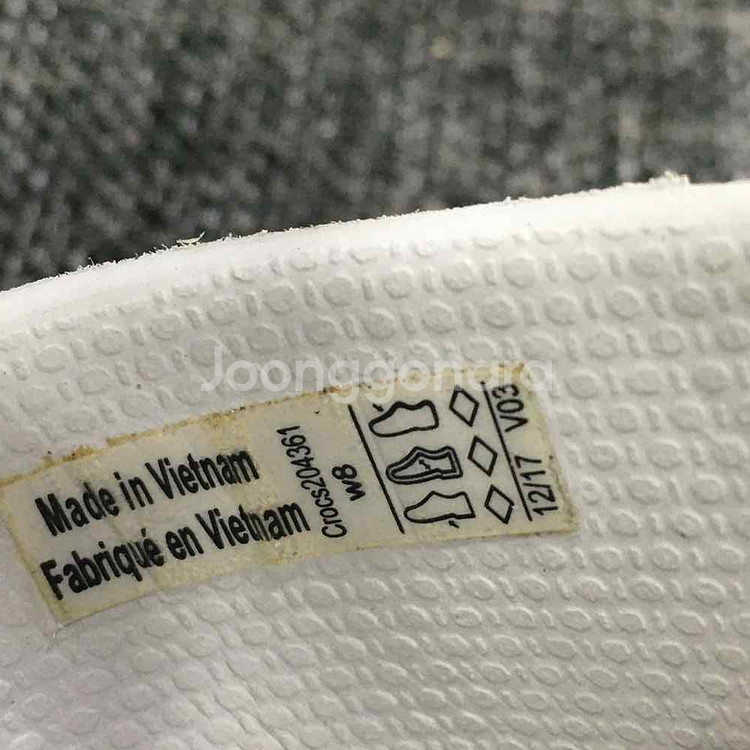 Joonggonara
Made in Vietnam
Fabriqué en Vietnam
Crocs204361
W8
12/17 V03